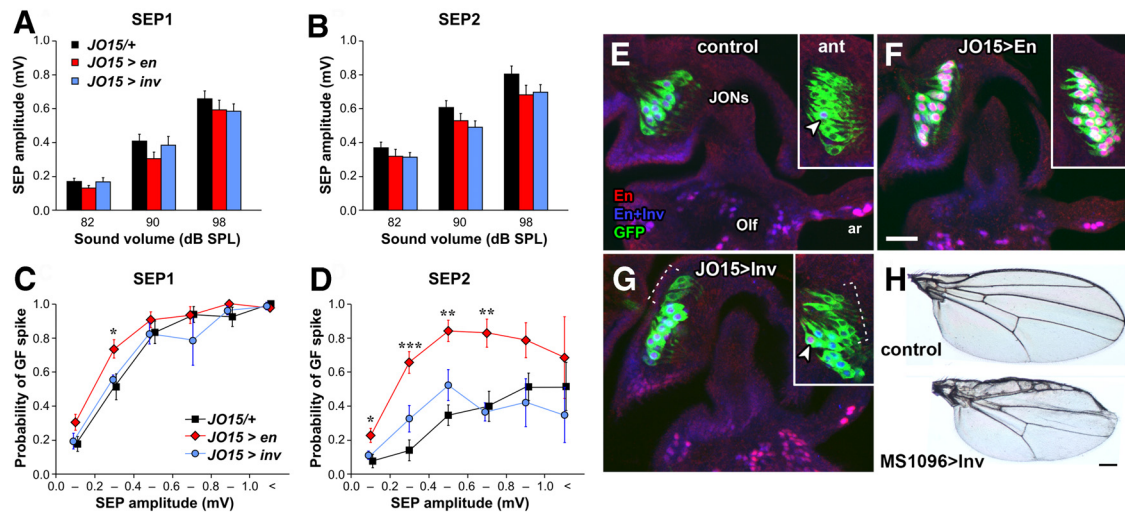 A
SEP1
SEP amplitude (mV)
1.0
0.8
0.6
0.4
0.2
0.0
JO15/+
JO15 > en
JO15 > inv
82
90
98
Sound volume (dB SPL)
B
SEP2
SEP amplitude (mV)
1.0
0.8
0.6
0.4
0.2
0.0
82
90
98
Sound volume (dB SPL)
C
SEP1
Probability of GF spike
1.0
0.8
0.6
0.4
0.2
0.0
*
JO15/+
JO15 > en
JO15 > inv
0.0 – 0.2 – 0.4 – 0.6 – 0.8 – 1.0 <
SEP amplitude (mV)
D
SEP2
Probability of GF spike
1.0
0.8
0.6
0.4
0.2
0.0
*
***
**
**
0.0 – 0.2 – 0.4 – 0.6 – 0.8 – 1.0 <
SEP amplitude (mV)
E
control
ant
JONs
En
En+Inv
GFP
Olf
ar
F
JO15>En
G
JO15>Inv
H
control
MS1096>Inv